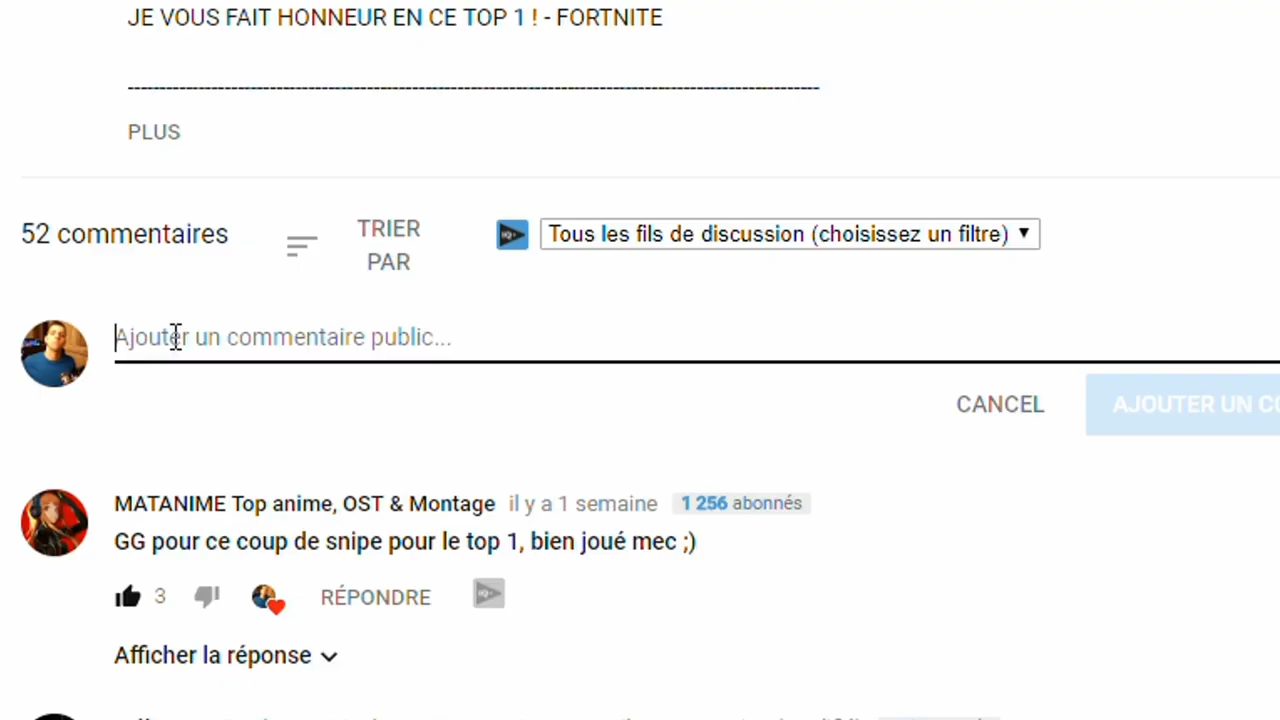 JE VOUS FAIT HONNEUR EN CE TOP 1 ! - FORTNITE
----------------------------------------------------------------------------------------------------
PLUS
52 commentaires
TRIER
PAR
Tous les fils de discussion (choisissez un filtre)
Ajouter un commentaire public...
CANCEL
AJOUTER UN
MATANIME Top anime, OST & Montage il y a 1 semaine 1 256 abonnés
GG pour ce coup de snipe pour le top 1, bien joué mec ;)
3 RÉPONDRE
Afficher la réponse